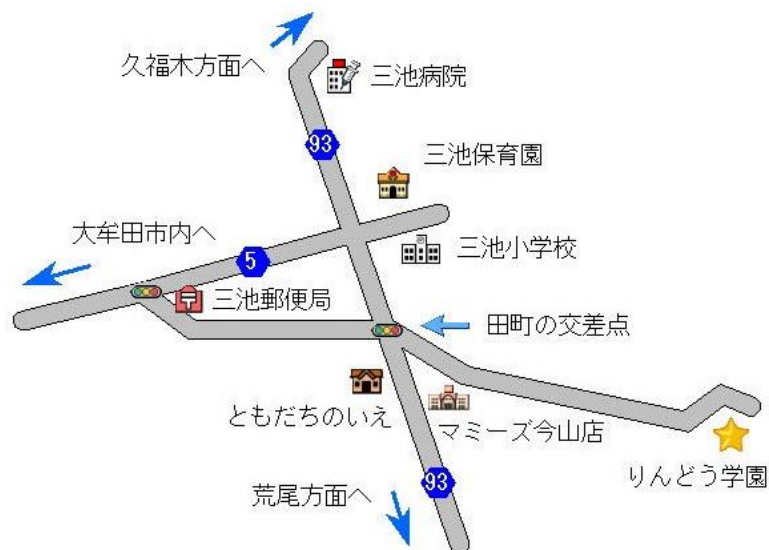 久福木方面へ
三池病院
93
三池保育園
大牟田市内へ
5
三池小学校
三池郵便局
田町の交差点
ともだちのいえ
マミーズ今山店
りんどう学園
荒尾方面へ
93